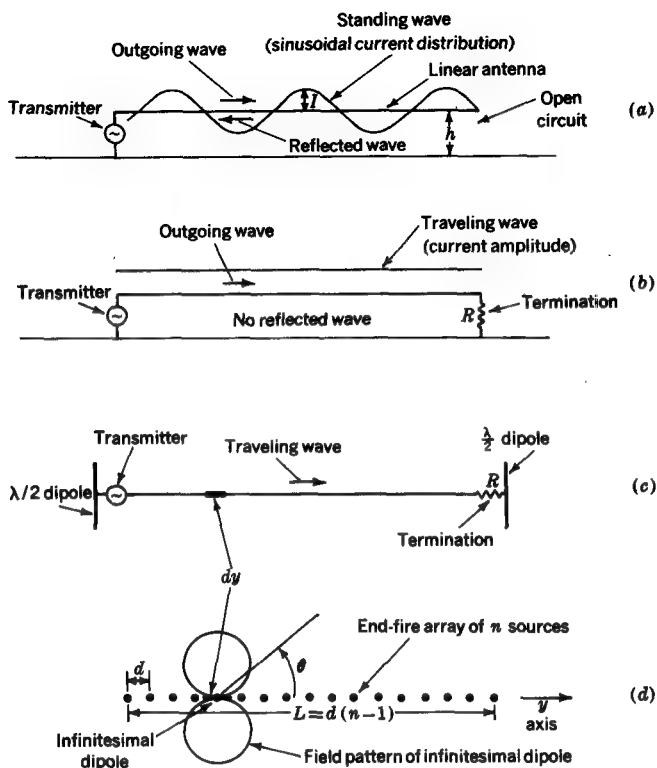 Standing wave
(sinusoidal current distribution)
Outgoing wave
Linear antenna
Transmitter
I
Open
circuit
(a)
Reflected wave
h
~
Outgoing wave
Traveling wave
(current amplitude)
Transmitter
(b)
~
No reflected wave
R
Termination
Transmitter
Traveling wave
λ/2 dipole
λ/2 dipole
~
R
(c)
Termination
dy
End-fire array of n sources
d
θ
(d)
L = d (n-1)
y
axis
Infinitesimal
dipole
Field pattern of infinitesimal dipole